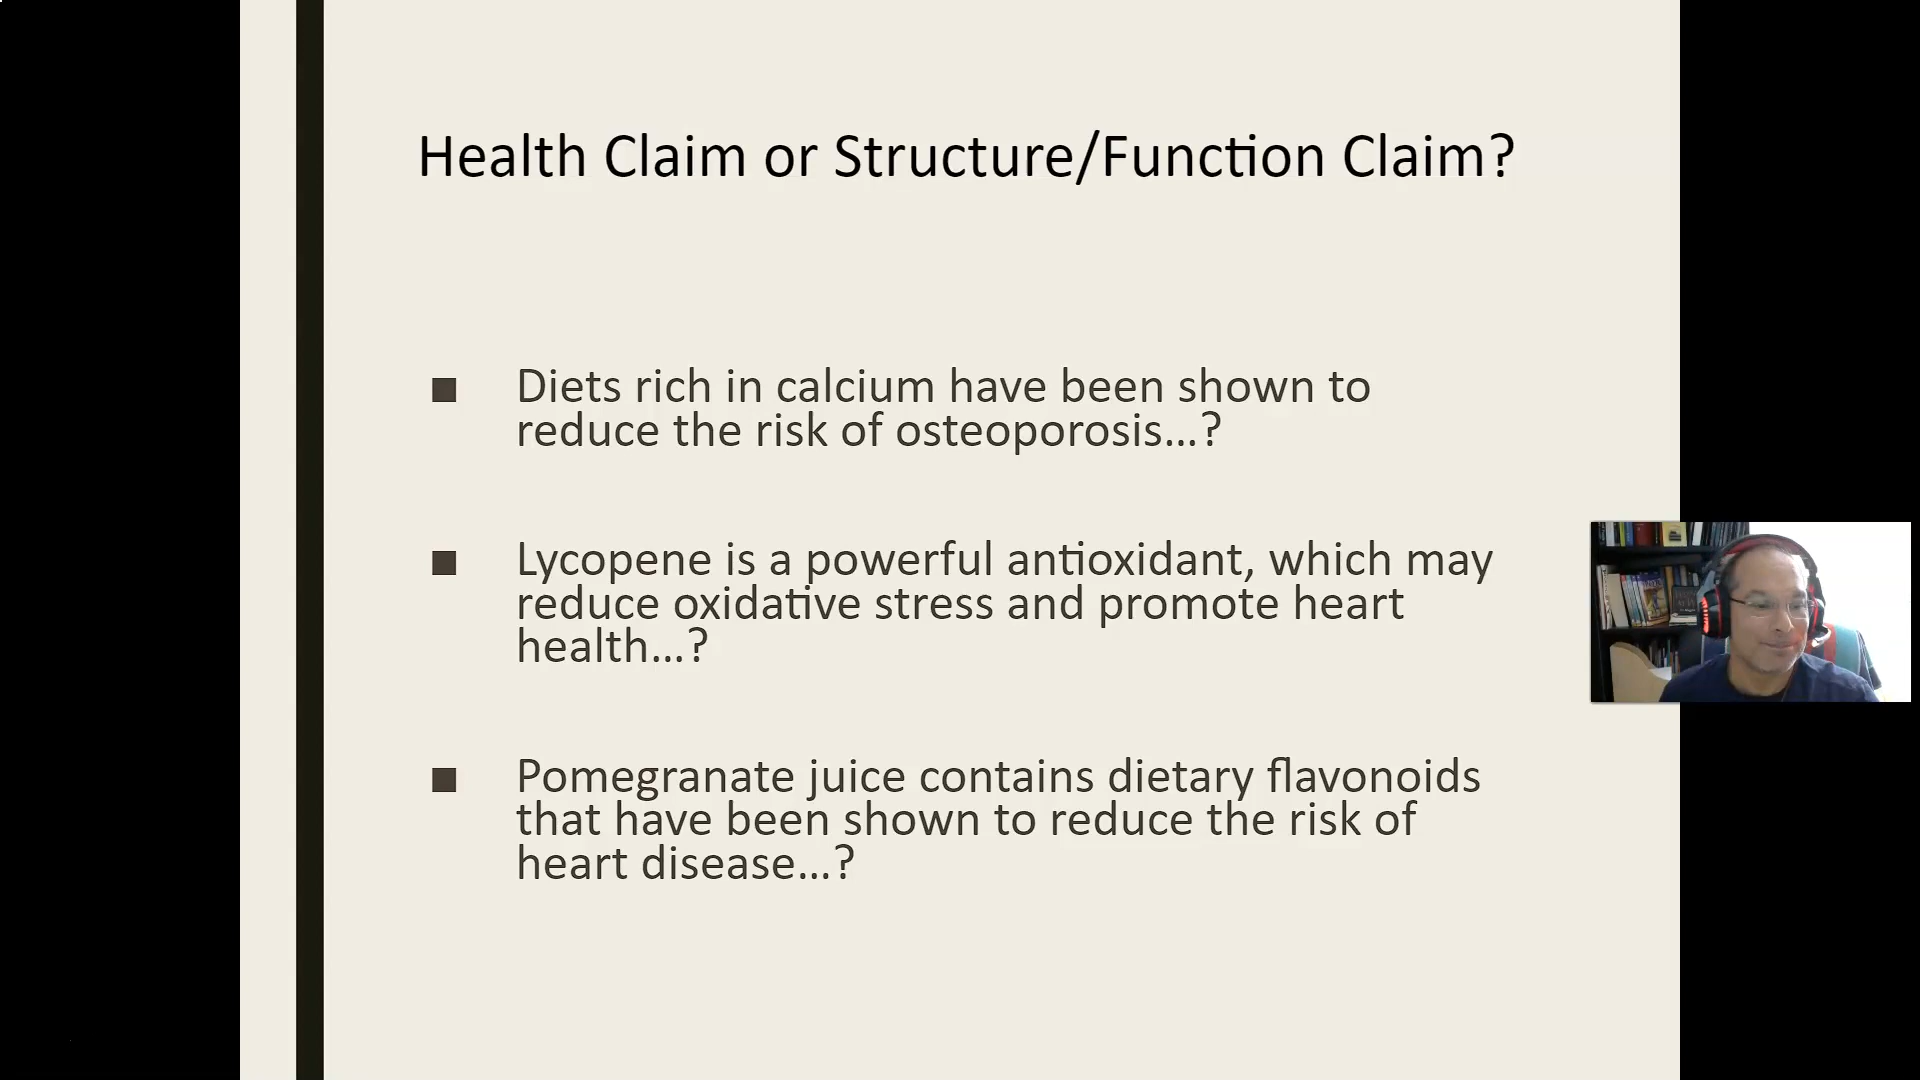 Health Claim or Structure/Function Claim?
■ Diets rich in calcium have been shown to
reduce the risk of osteoporosis...?
■ Lycopene is a powerful antioxidant, which may
reduce oxidative stress and promote heart
health...?
■ Pomegranate juice contains dietary flavonoids
that have been shown to reduce the risk of
heart disease...?